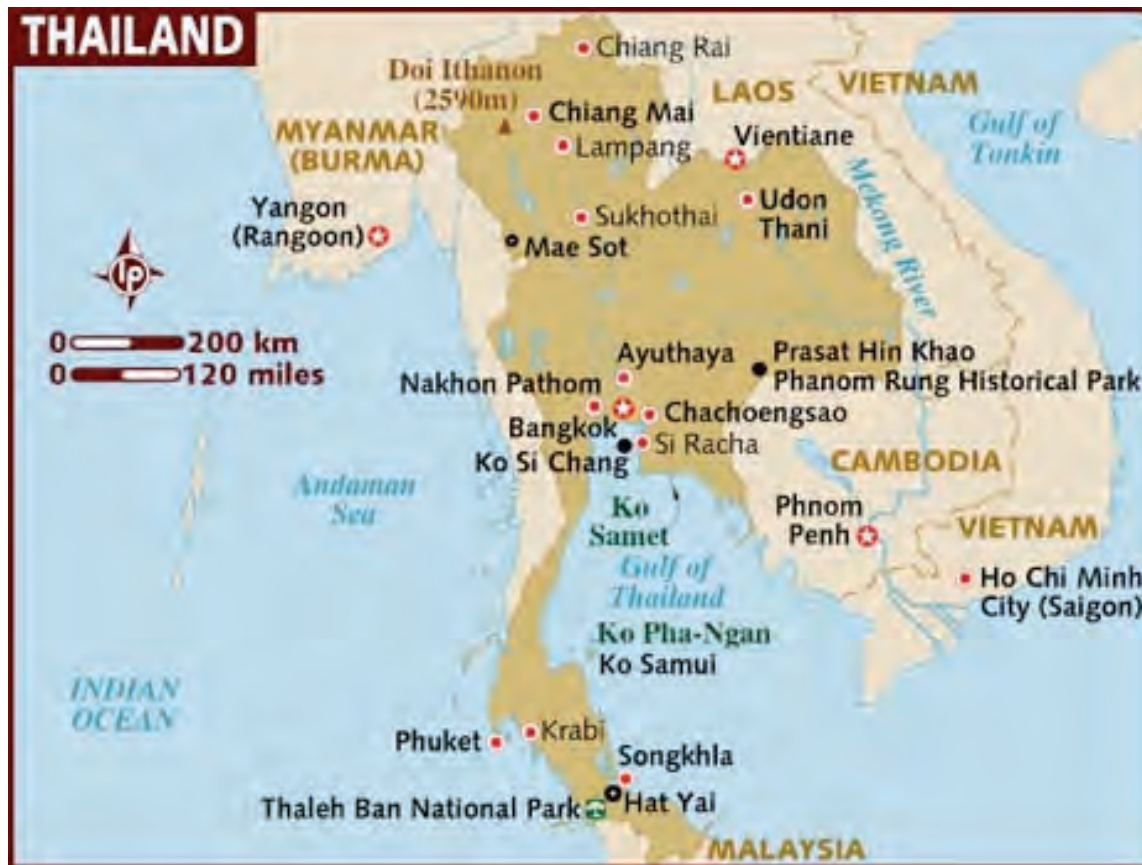 THAILAND
Chiang Rai
Doi Ithanon
(2590m)
Chiang Mai
LAOS
VIETNAM
MYANMAR
(BURMA)
Lampang
Vientiane
Gulf of
Tonkin
Mekong River
Yangon
(Rangoon)
Sukhothai
Udon
Thani
Mae Sot
lp
0 200 km
0 120 miles
Ayuthaya
Prasat Hin Khao
Phanom Rung Historical Park
Nakhon Pathom
Chachoengsao
Bangkok
Si Racha
Ko Si Chang
CAMBODIA
Andaman
Sea
Ko
Samet
Phnom
Penh
VIETNAM
Gulf of
Thailand
Ho Chi Minh
City (Saigon)
Ko Pha-Ngan
Ko Samui
INDIAN
OCEAN
Phuket
Krabi
Songkhla
Thaleh Ban National Park
Hat Yai
MALAYSIA